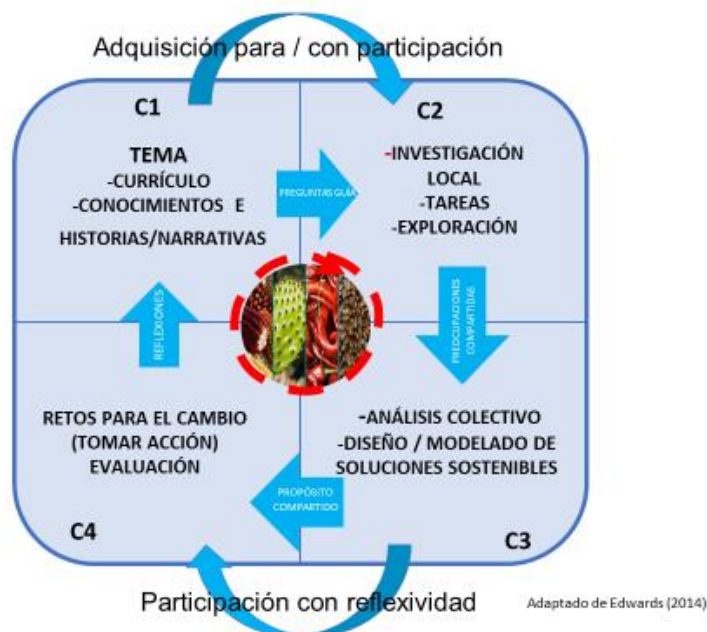 Adquisición para / con participación
C1
TEMA
-CURRÍCULO
-CONOCIMIENTOS E
HISTORIAS/NARRATIVAS
PREGUNTAS GUÍA
C2
-INVESTIGACIÓN
LOCAL
-TAREAS
-EXPLORACIÓN
PREOCUPACIONES
COMPARTIDAS
-ANÁLISIS COLECTIVO
-DISEÑO / MODELADO DE
SOLUCIONES SOSTENIBLES
C3
PROPÓSITO
COMPARTIDO
RETOS PARA EL CAMBIO
(TOMAR ACCIÓN)
EVALUACIÓN
C4
REFLEXIONES
Participación con reflexividad
Adaptado de Edwards (2014)